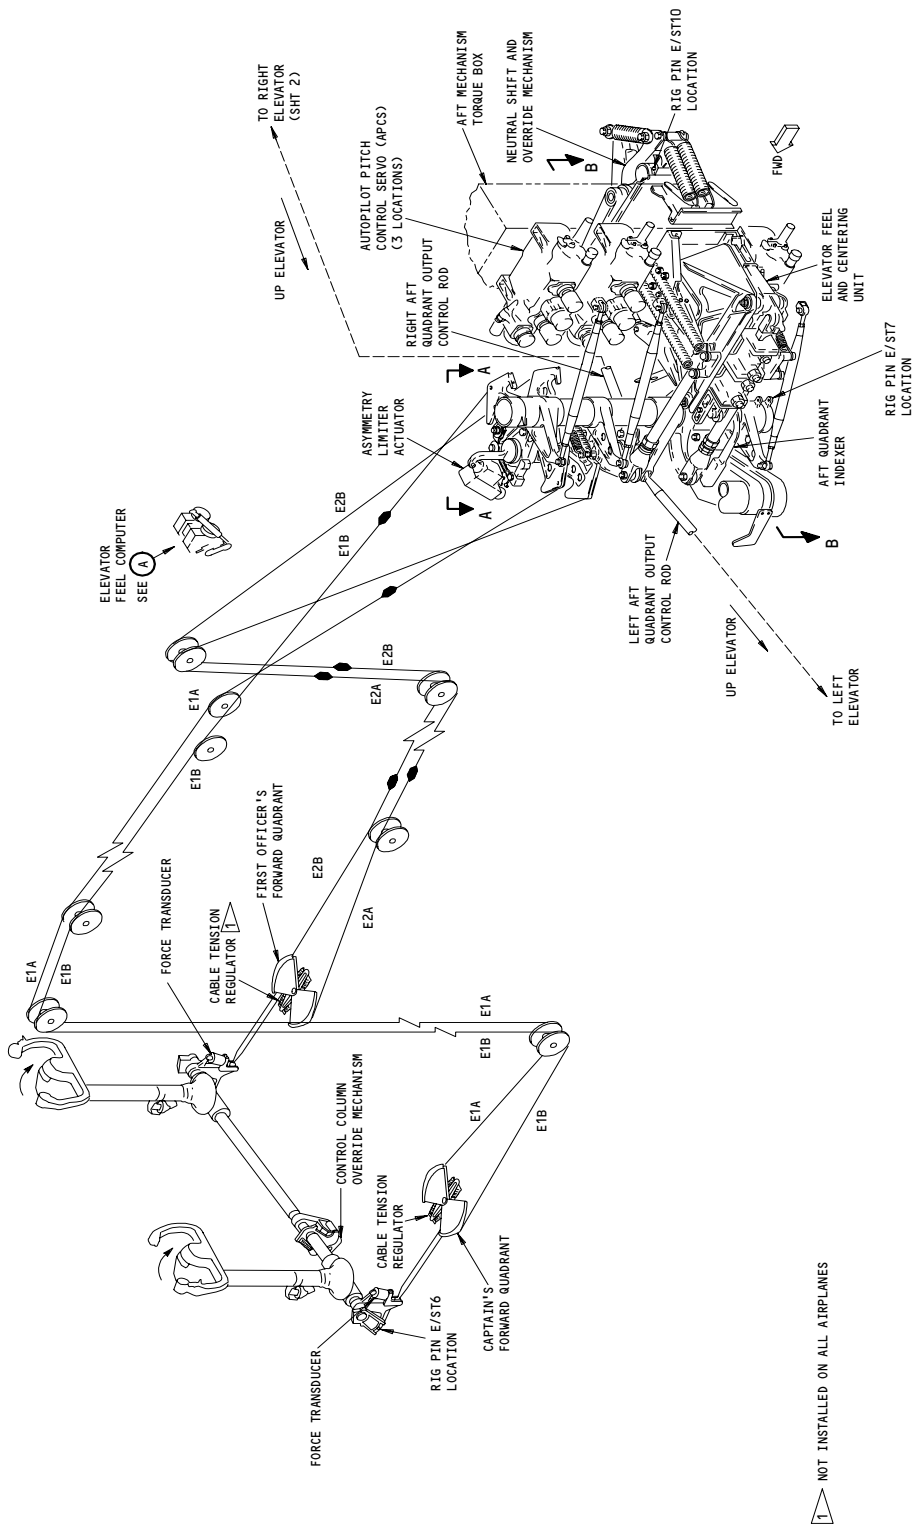 TO RIGHT
ELEVATOR
(SHT 2)
UP ELEVATOR
AFT MECHANISM
TORQUE BOX
NEUTRAL SHIFT AND
OVERRIDE MECHANISM
RIG PIN E/ST10
LOCATION
AUTOPILOT PITCH
CONTROL SERVO (APCS)
(3 LOCATIONS)
RIGHT AFT
QUADRANT OUTPUT
CONTROL ROD
B
FWD
ASYMMETRY
LIMITER
ACTUATOR
A
A
ELEVATOR FEEL
AND CENTERING
UNIT
RIG PIN E/ST7
LOCATION
AFT QUADRANT
INDEXER
B
LEFT AFT
QUADRANT OUTPUT
CONTROL ROD
UP ELEVATOR
TO LEFT
ELEVATOR
ELEVATOR
FEEL COMPUTER
SEE A
E2B
E1B
E2B
E2A
E1A
E1B
FIRST OFFICER'S
FORWARD QUADRANT
E2B
E2A
FORCE TRANSDUCER
CABLE TENSION
REGULATOR 1
E1A
E1B
E1A
E1B
CONTROL COLUMN
OVERRIDE MECHANISM
E1A
E1B
CABLE TENSION
REGULATOR
CAPTAIN'S
FORWARD QUADRANT
RIG PIN E/ST6
LOCATION
FORCE TRANSDUCER
1 NOT INSTALLED ON ALL AIRPLANES